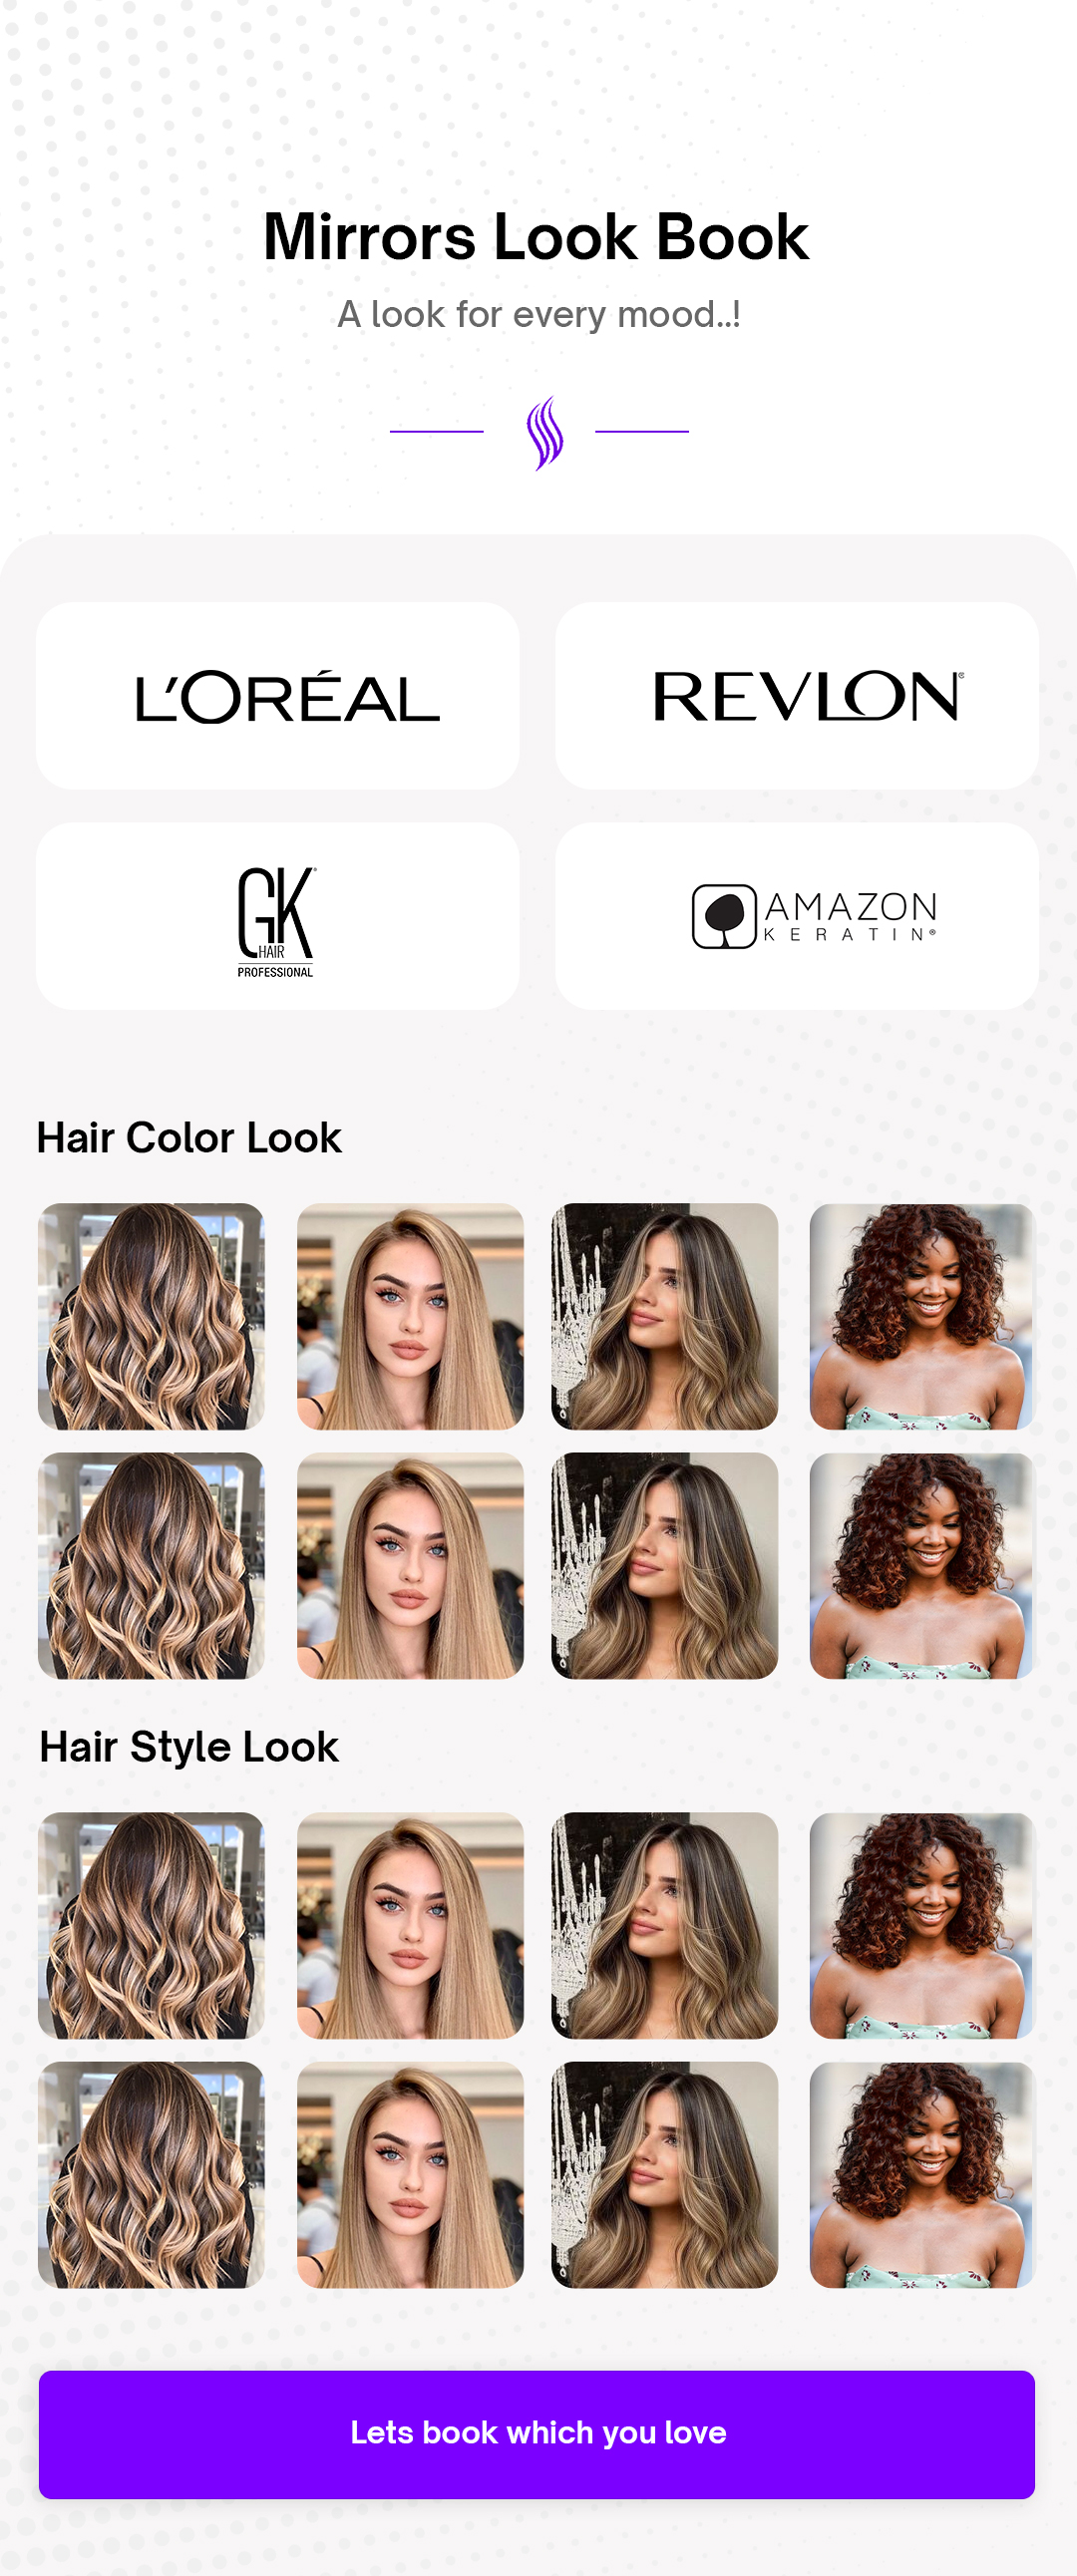 Mirrors Look Book
A look for every mood..!
L'ORÉAL
REVLON®
GK®
HAIR
PROFESSIONAL
AMAZON
KERATIN®
Hair Color Look
Hair Style Look
Lets book which you love